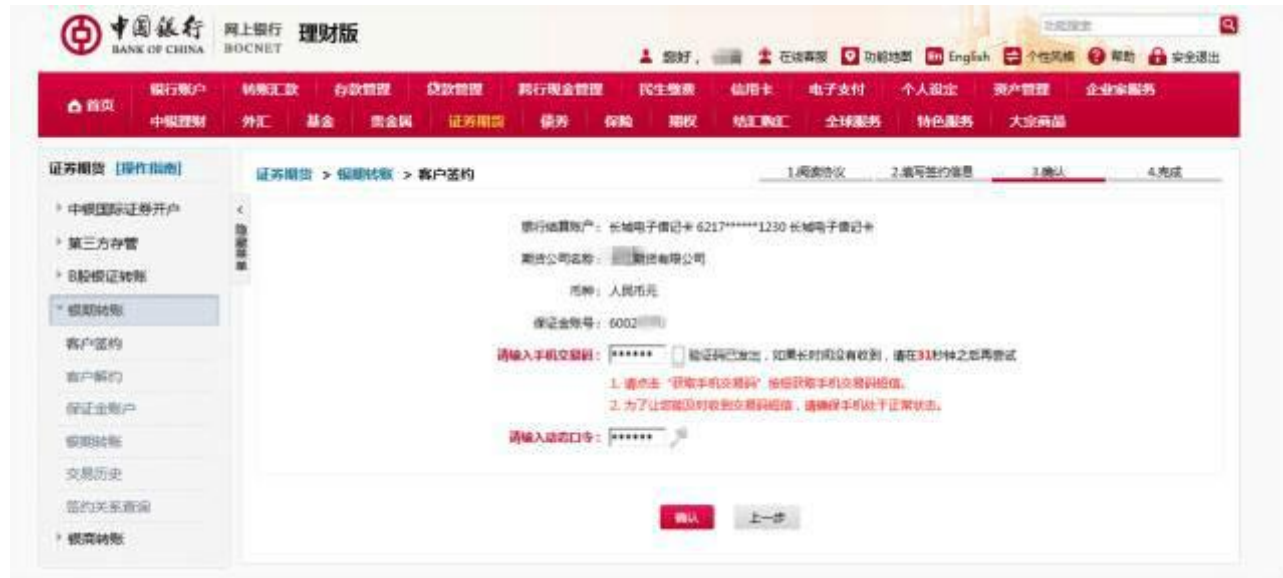 中国银行 网上银行 理财版
BANK OF CHINA BOCNET
功能搜索
您好， 在线客服 功能地图 En English 个性风格 帮助 安全退出
首页
银行账户 转账汇款 存款管理 贷款管理 跨行现金管理 民生缴费 信用卡 电子支付 个人设定 资产管理 企业家服务
中银理财 外汇 基金 贵金属 证券期货 债券 保险 期权 结汇购汇 全球服务 特色服务 大宗商品
证券期货 [操作指南]
证券期货 > 银期转账 > 客户签约
1.阅读协议 2.填写签约信息 3.确认 4.完成
中银国际证券开户
第三方存管
B股银证转账
银期转账
客户签约
客户解约
保证金账户
银期转账
交易历史
签约关系查询
银商转账
隐藏菜单
银行结算账户： 长城电子借记卡 6217******1230 长城电子借记卡
期货公司名称： 期货有限公司
币种： 人民币元
保证金账号： 6002
请输入手机交易码： ****** 验证码已发出，如果长时间没有收到，请在31秒钟之后再尝试
1. 请点击“获取手机交易码”按钮获取手机交易码短信。
2. 为了让您能及时收到交易码短信，请确保手机处于正常状态。
请输入动态口令： ******
确认 上一步